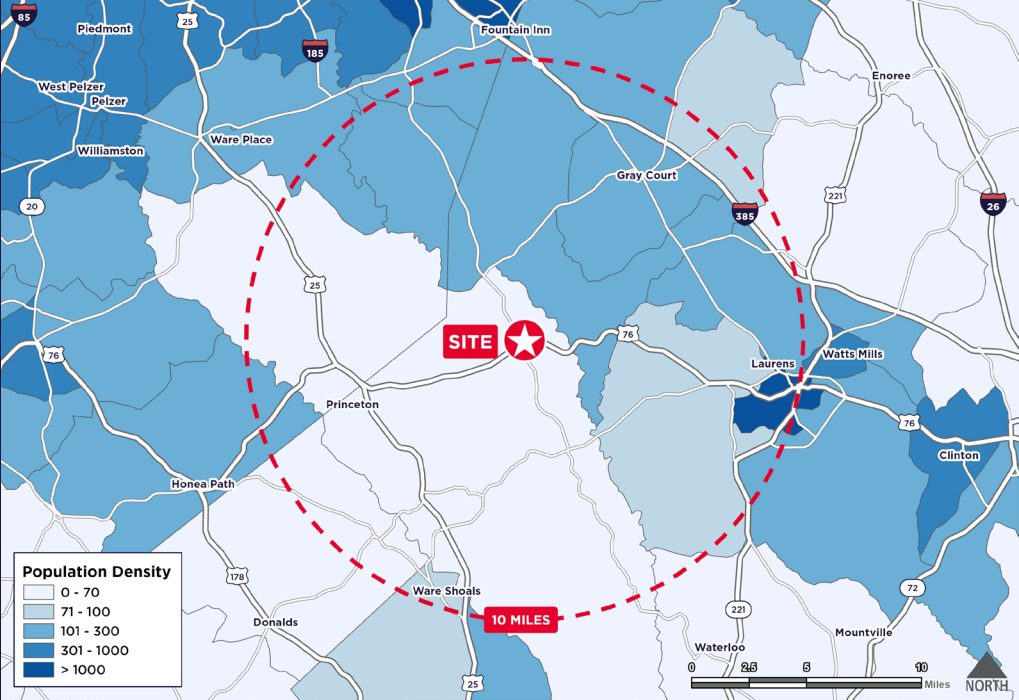 85
25
Piedmont
Fountain Inn
185
West Pelzer
Pelzer
Enoree
Ware Place
Williamston
Gray Court
20
221
26
385
25
76
SITE
76
Watts Mills
Laurens
Princeton
76
Clinton
Honea Path
178
Ware Shoals
72
Donalds
10 MILES
221
Mountville
Waterloo
25
Population Density
0 - 70
71 - 100
101 - 300
301 - 1000
> 1000
0 2.5 5 10
Miles
NORTH